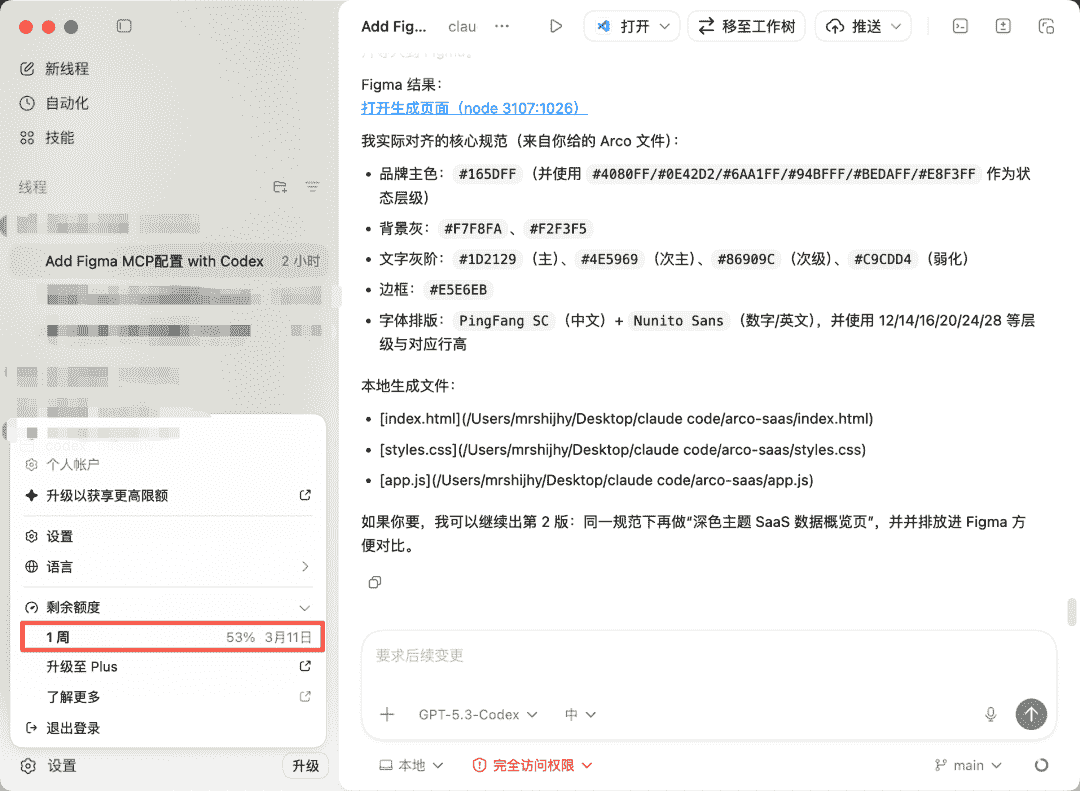 新线程
自动化
技能
线程
Add Figma MCP配置 with Codex 2 小时
个人帐户
升级以获享更高限额
设置
语言
剩余额度
1 周 53% 3月11日
升级至 Plus
了解更多
退出登录
设置 升级
Add Fig... clau ··· 打开 移至工作树 推送
Figma 结果：
打开生成页面（node 3107:1026）
我实际对齐的核心规范（来自你给的 Arco 文件）：
• 品牌主色： #165DFF （并使用 #4080FF/#0E42D2/#6AA1FF/#94BFFF/#BEDAFF/#E8F3FF 作为状
态层级）
• 背景灰： #F7F8FA 、 #F2F3F5
• 文字灰阶： #1D2129 （主）、 #4E5969 （次主）、 #86909C （次级）、 #C9CDD4 （弱化）
• 边框： #E5E6EB
• 字体排版： PingFang SC （中文）+ Nunito Sans （数字/英文），并使用 12/14/16/20/24/28 等层
级与对应行高
本地生成文件：
• [index.html](/Users/mrshijhy/Desktop/claude code/arco-saas/index.html)
• [styles.css](/Users/mrshijhy/Desktop/claude code/arco-saas/styles.css)
• [app.js](/Users/mrshijhy/Desktop/claude code/arco-saas/app.js)
如果你要，我可以继续出第 2 版：同一规范下再做“深色主题 SaaS 数据概览页”，并并排放进 Figma 方
便对比。
要求后续变更
GPT-5.3-Codex 中
本地 完全访问权限 main